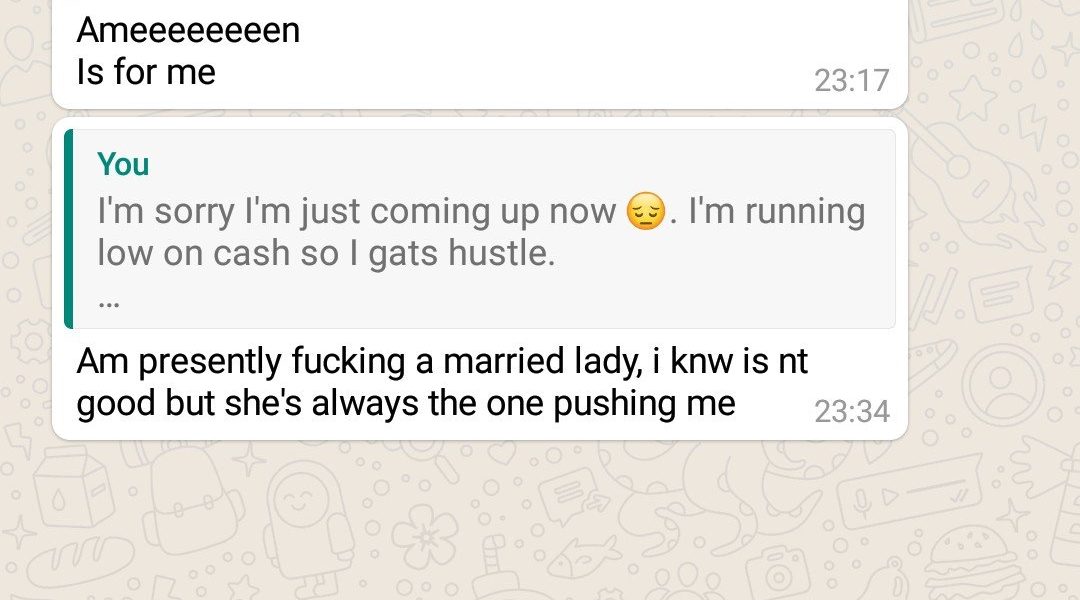 Ameeeeeeeen
Is for me
23:17
You
I'm sorry I'm just coming up now 😔. I'm running
low on cash so I gats hustle.
...
Am presently fucking a married lady, i knw is nt
good but she's always the one pushing me
23:34